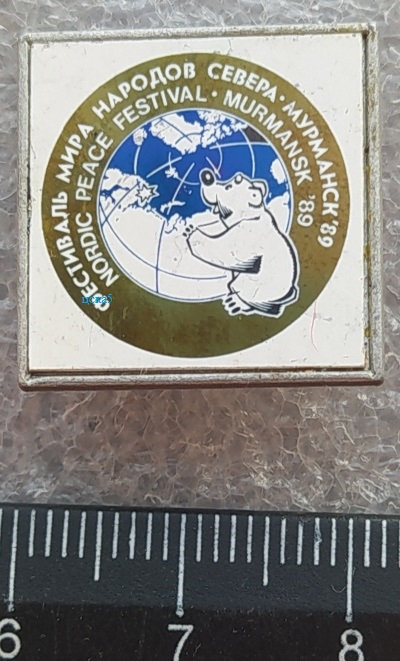 ФЕСТИВАЛЬ МИРА НАРОДОВ СЕВЕРА · МУРМАНСК '89
NORDIC PEACE FESTIVAL · MURMANSK '89
6 7 8